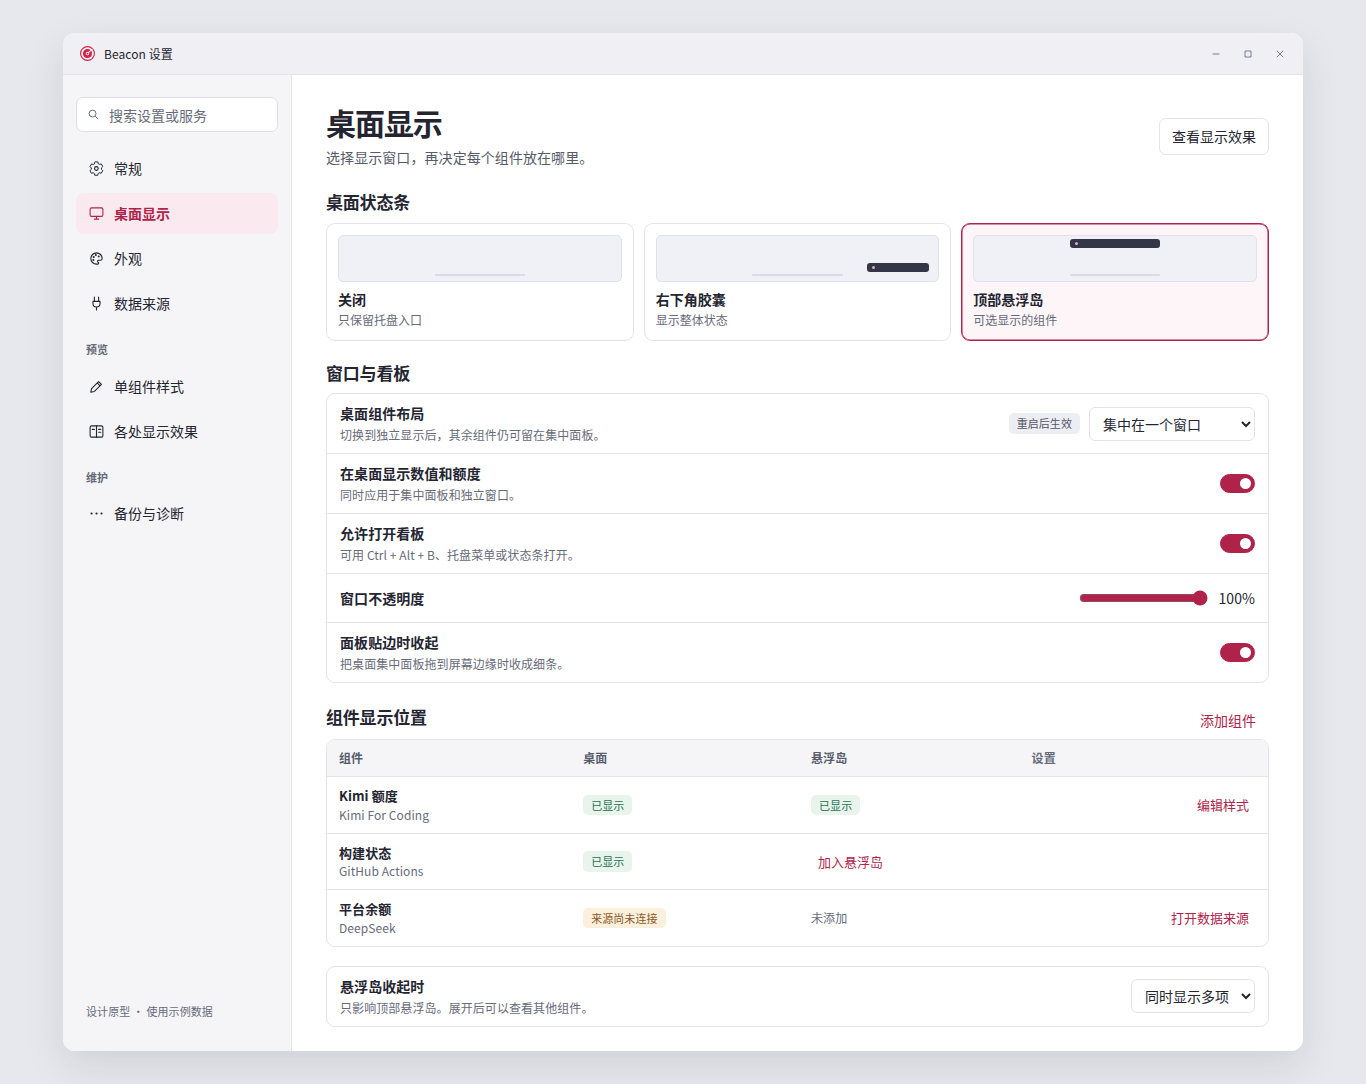 Beacon 设置
搜索设置或服务
常规
桌面显示
外观
数据来源
预览
单组件样式
各处显示效果
维护
备份与诊断
设计原型 · 使用示例数据
桌面显示
选择显示窗口，再决定每个组件放在哪里。
查看显示效果
桌面状态条
关闭
只保留托盘入口
右下角胶囊
显示整体状态
顶部悬浮岛
可选显示的组件
窗口与看板
桌面组件布局
切换到独立显示后，其余组件仍可留在集中面板。
重启后生效
集中在一个窗口
在桌面显示数值和额度
同时应用于集中面板和独立窗口。
允许打开看板
可用 Ctrl + Alt + B、托盘菜单或状态条打开。
窗口不透明度
100%
面板贴边时收起
把桌面集中面板拖到屏幕边缘时收成细条。
组件显示位置
添加组件
组件 桌面 悬浮岛 设置
Kimi 额度
Kimi For Coding
已显示
已显示
编辑样式
构建状态
GitHub Actions
已显示
加入悬浮岛
平台余额
DeepSeek
来源尚未连接
未添加
打开数据来源
悬浮岛收起时
只影响顶部悬浮岛。展开后可以查看其他组件。
同时显示多项